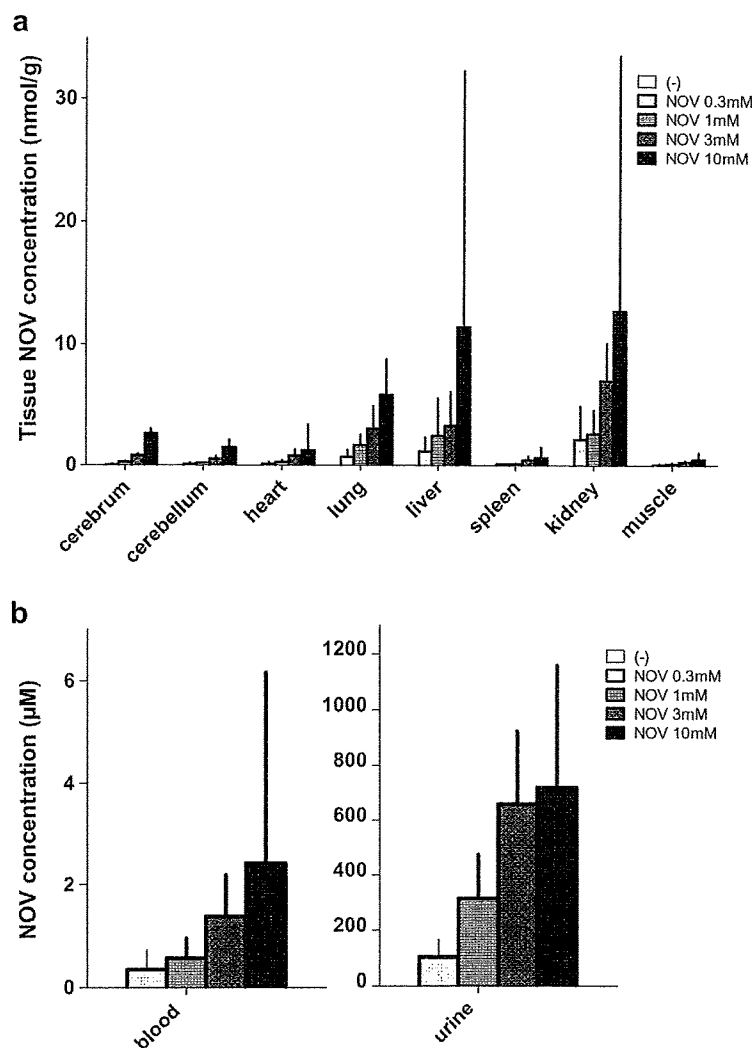 a
Tissue NOV concentration (nmol/g)
30
20
10
0
(-)
NOV 0.3mM
NOV 1mM
NOV 3mM
NOV 10mM
cerebrum
cerebellum
heart
lung
liver
spleen
kidney
muscle
b
NOV concentration (µM)
6
4
2
0
blood
1200
1000
800
600
400
200
0
urine
(-)
NOV 0.3mM
NOV 1mM
NOV 3mM
NOV 10mM